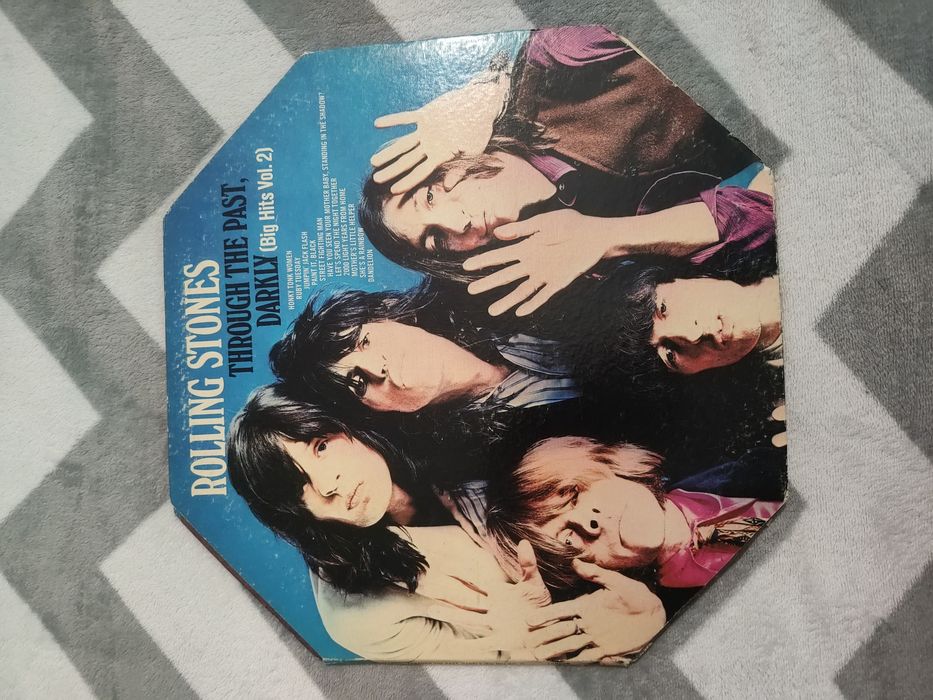 ROLLING STONES
THROUGH THE PAST,
DARKLY (Big Hits Vol. 2)
HONKY TONK WOMEN
RUBY TUESDAY
JUMPIN' JACK FLASH
PAINT IT, BLACK
STREET FIGHTING MAN
HAVE YOU SEEN YOUR MOTHER BABY, STANDING IN THE SHADOW?
LET'S SPEND THE NIGHT TOGETHER
2000 LIGHT YEARS FROM HOME
MOTHER'S LITTLE HELPER
SHE'S A RAINBOW
DANDELION